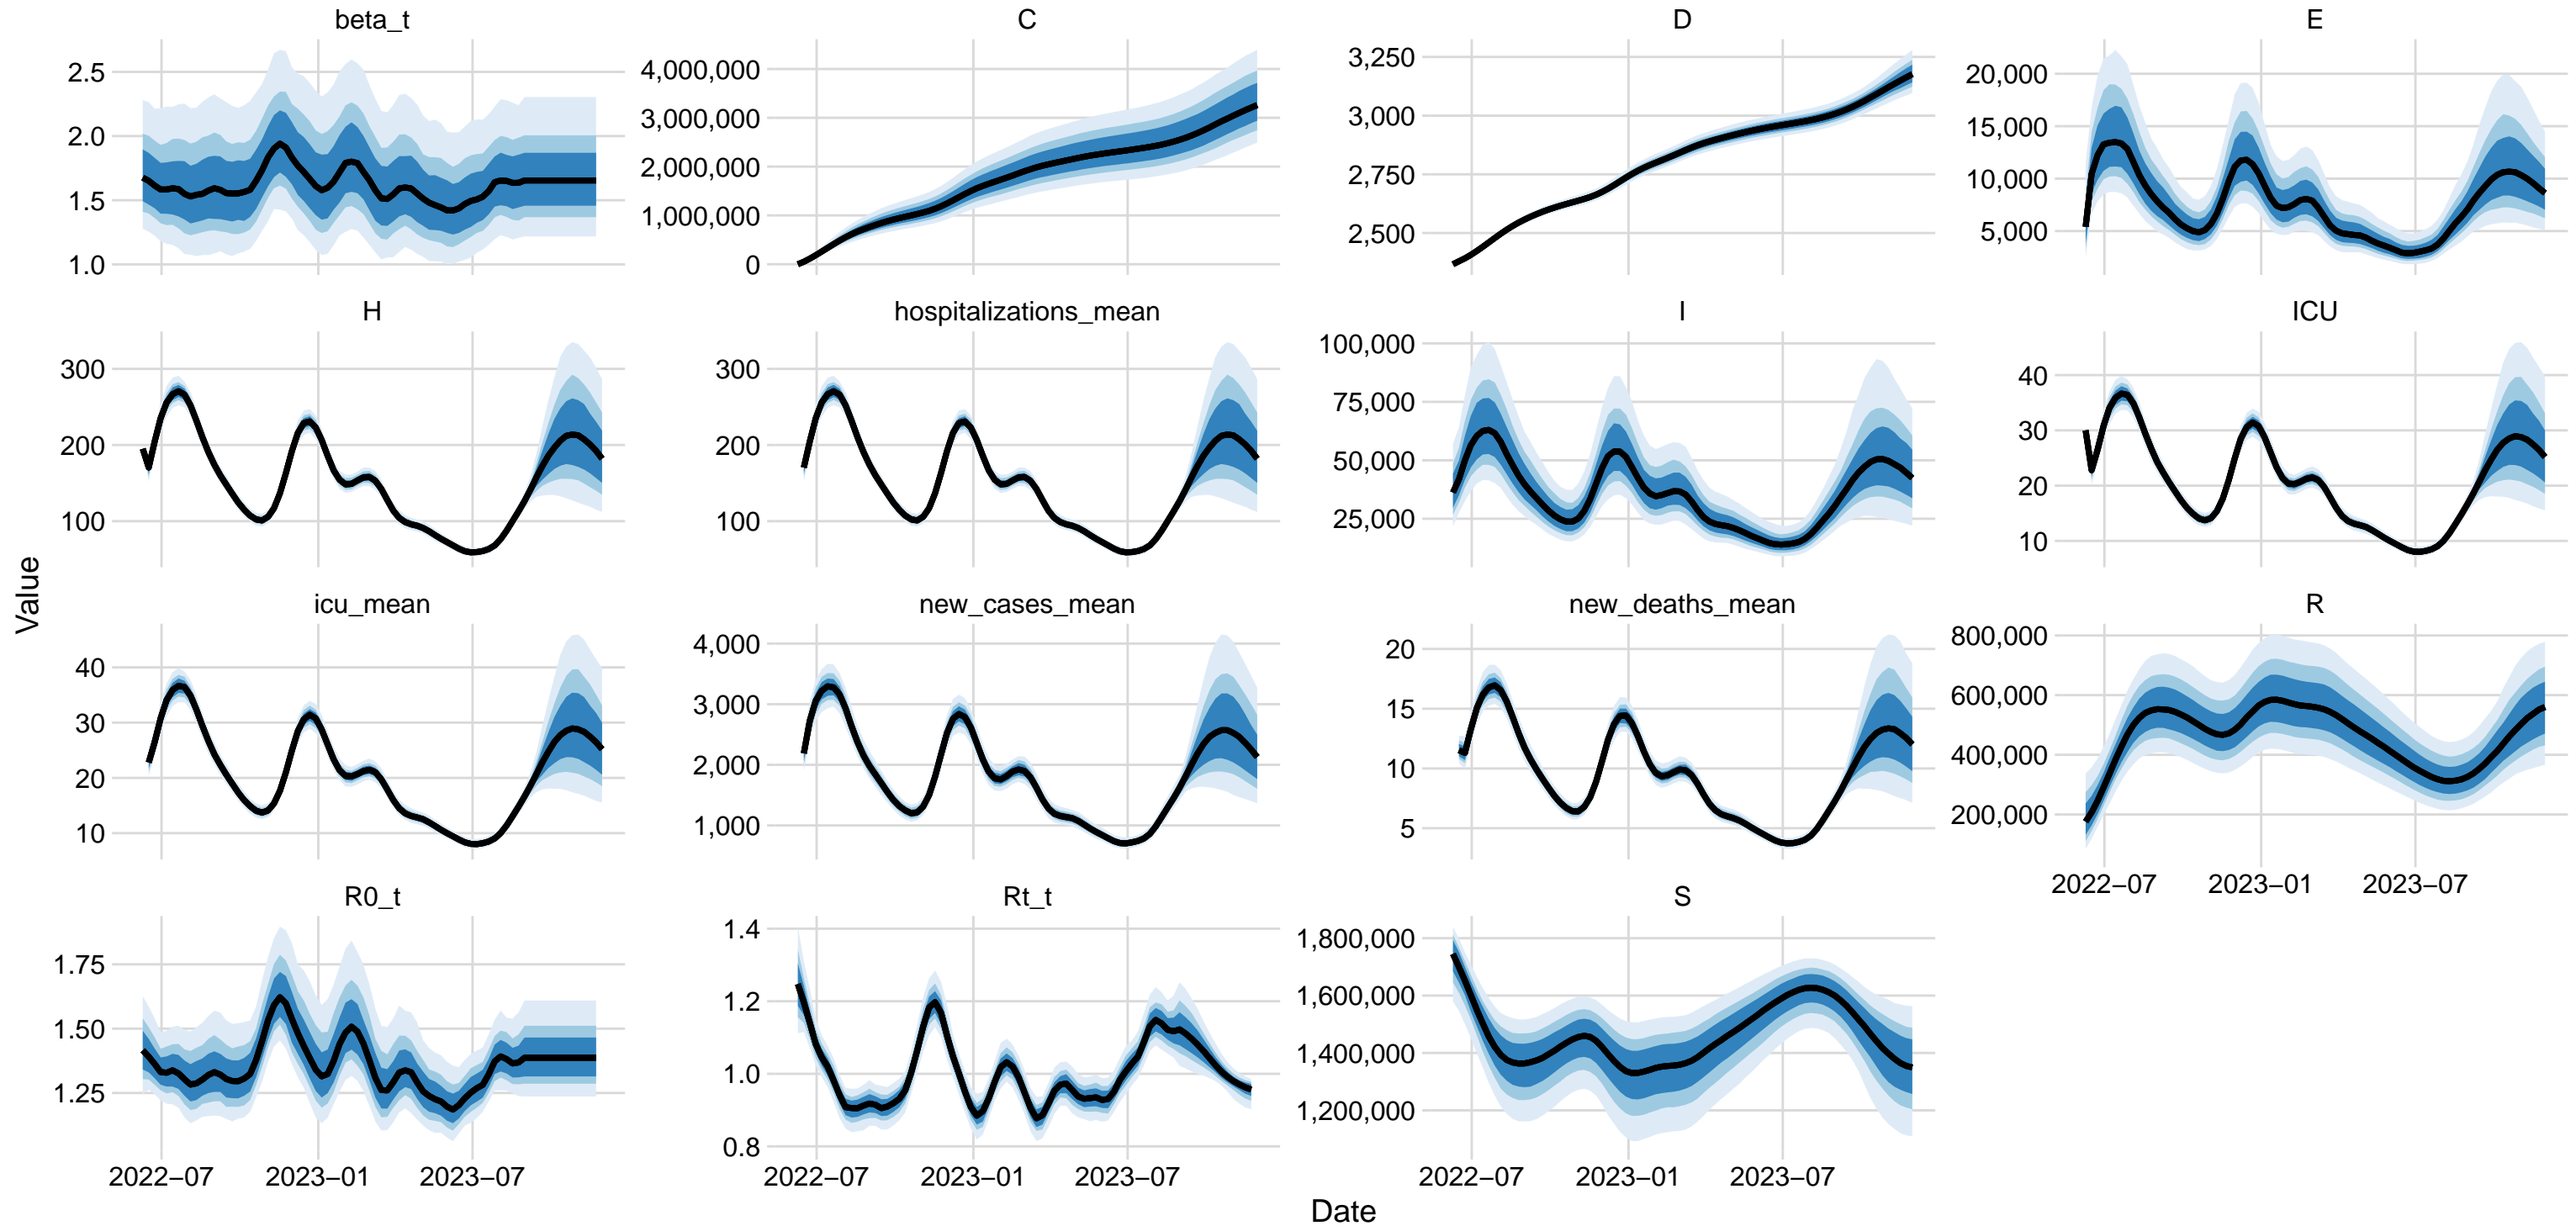 beta_t
C
D
E
2.5
2.0
1.5
1.0
4,000,000
3,000,000
2,000,000
1,000,000
0
3,250
3,000
2,750
2,500
20,000
15,000
10,000
5,000
H
hospitalizations_mean
I
ICU
300
200
100
300
200
100
100,000
75,000
50,000
25,000
40
30
20
10
Value
icu_mean
new_cases_mean
new_deaths_mean
R
40
30
20
10
4,000
3,000
2,000
1,000
20
15
10
5
800,000
600,000
400,000
200,000
2022−07 2023−01 2023−07
R0_t
Rt_t
S
1.75
1.50
1.25
1.4
1.2
1.0
0.8
1,800,000
1,600,000
1,400,000
1,200,000
2022−07 2023−01 2023−07
2022−07 2023−01 2023−07
2022−07 2023−01 2023−07
Date